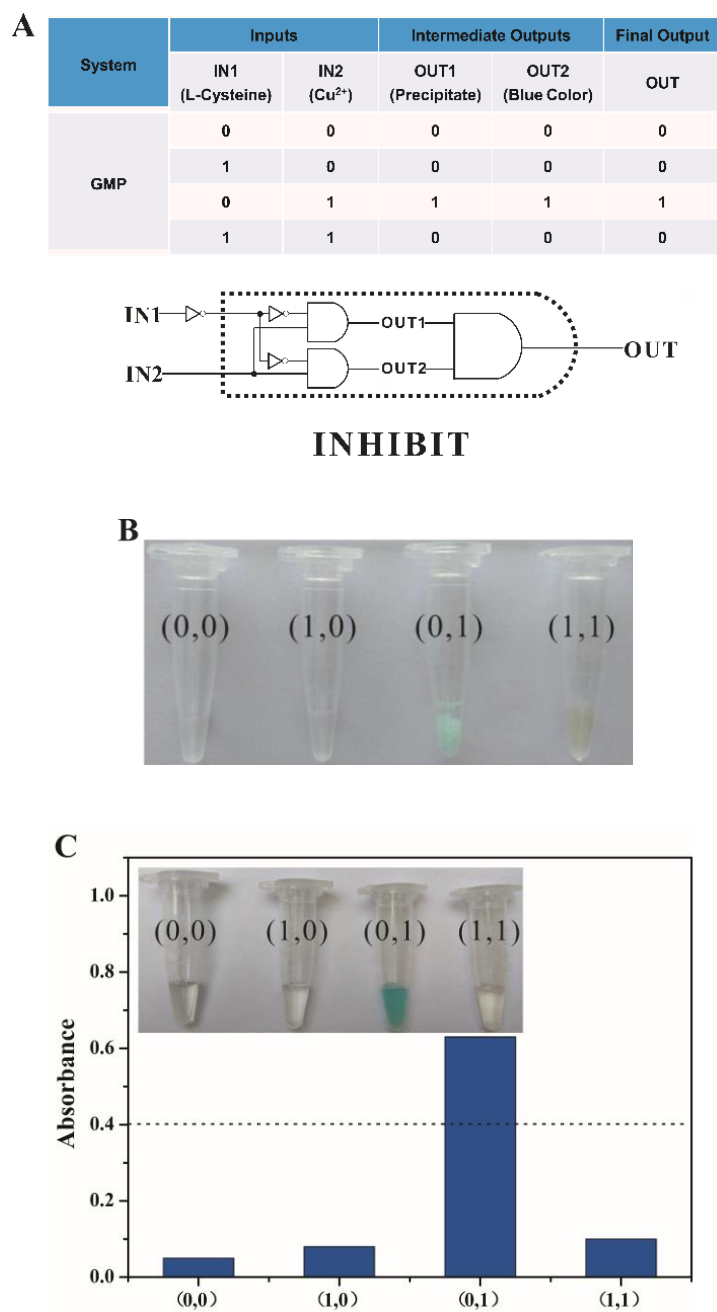 A
System Inputs Intermediate Outputs Final Output
IN1 (L-Cysteine) IN2 (Cu²⁺) OUT1 (Precipitate) OUT2 (Blue Color) OUT
GMP
0 0 0 0 0
1 0 0 0 0
0 1 1 1 1
1 1 0 0 0
IN1 OUT1
OUT
IN2 OUT2
INHIBIT
B
(0,0) (1,0) (0,1) (1,1)
C
(0,0) (1,0) (0,1) (1,1)
1.0
0.8
0.6
0.4
0.2
0.0
Absorbance
(0,0) (1,0) (0,1) (1,1)